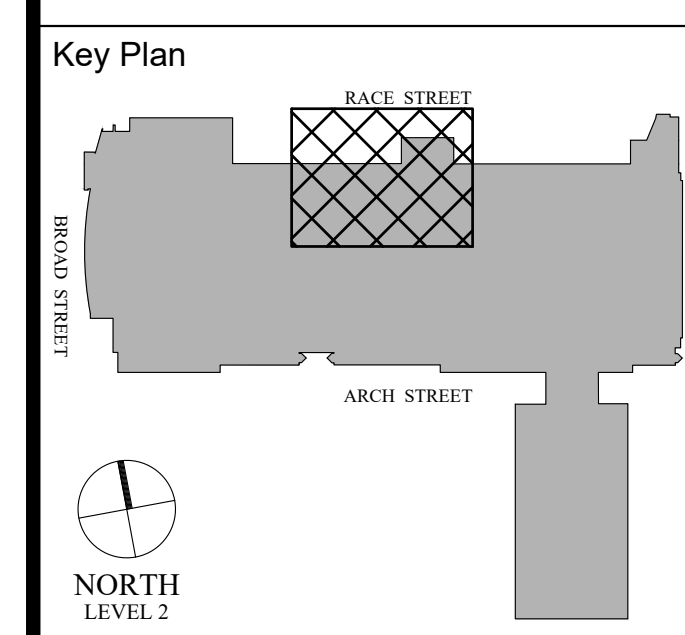 Key Plan
RACE STREET
BROAD STREET
ARCH STREET
NORTH
LEVEL 2